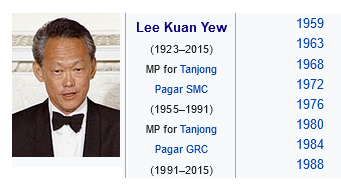 Lee Kuan Yew
(1923–2015)
MP for Tanjong
Pagar SMC
(1955–1991)
MP for Tanjong
Pagar GRC
(1991–2015)
1959
1963
1968
1972
1976
1980
1984
1988